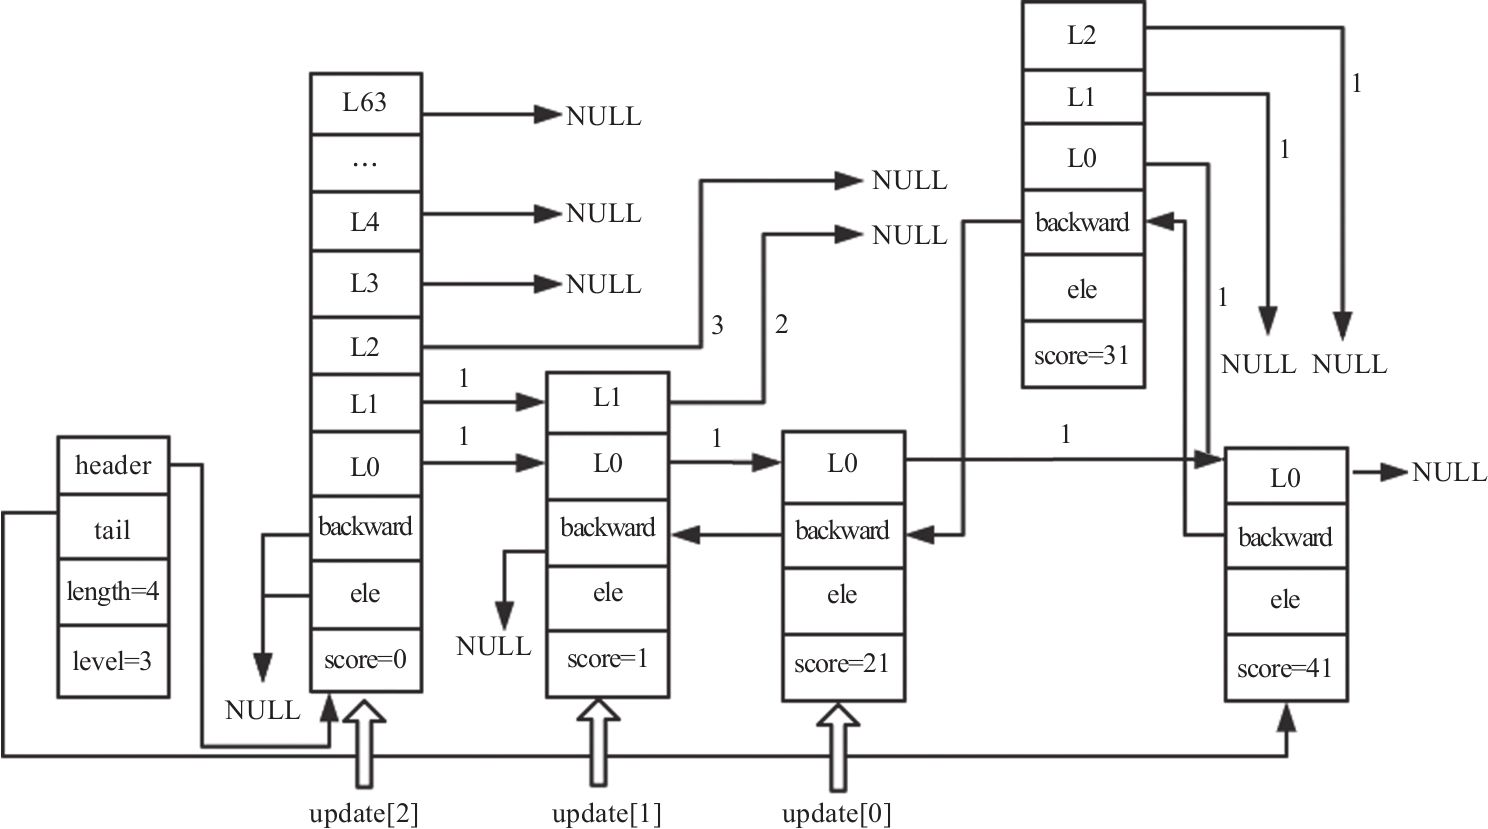 L2
1
L1
1
L0
1
backward
ele
score=31
NULL
NULL
L63
NULL
…
L4
NULL
L3
NULL
L2
3
NULL
L1
1
L0
1
backward
ele
score=0
NULL
header
tail
length=4
level=3
L1
2
NULL
L0
1
backward
ele
score=1
NULL
L0
1
backward
ele
score=21
L0
NULL
backward
ele
score=41
update[2]
update[1]
update[0]